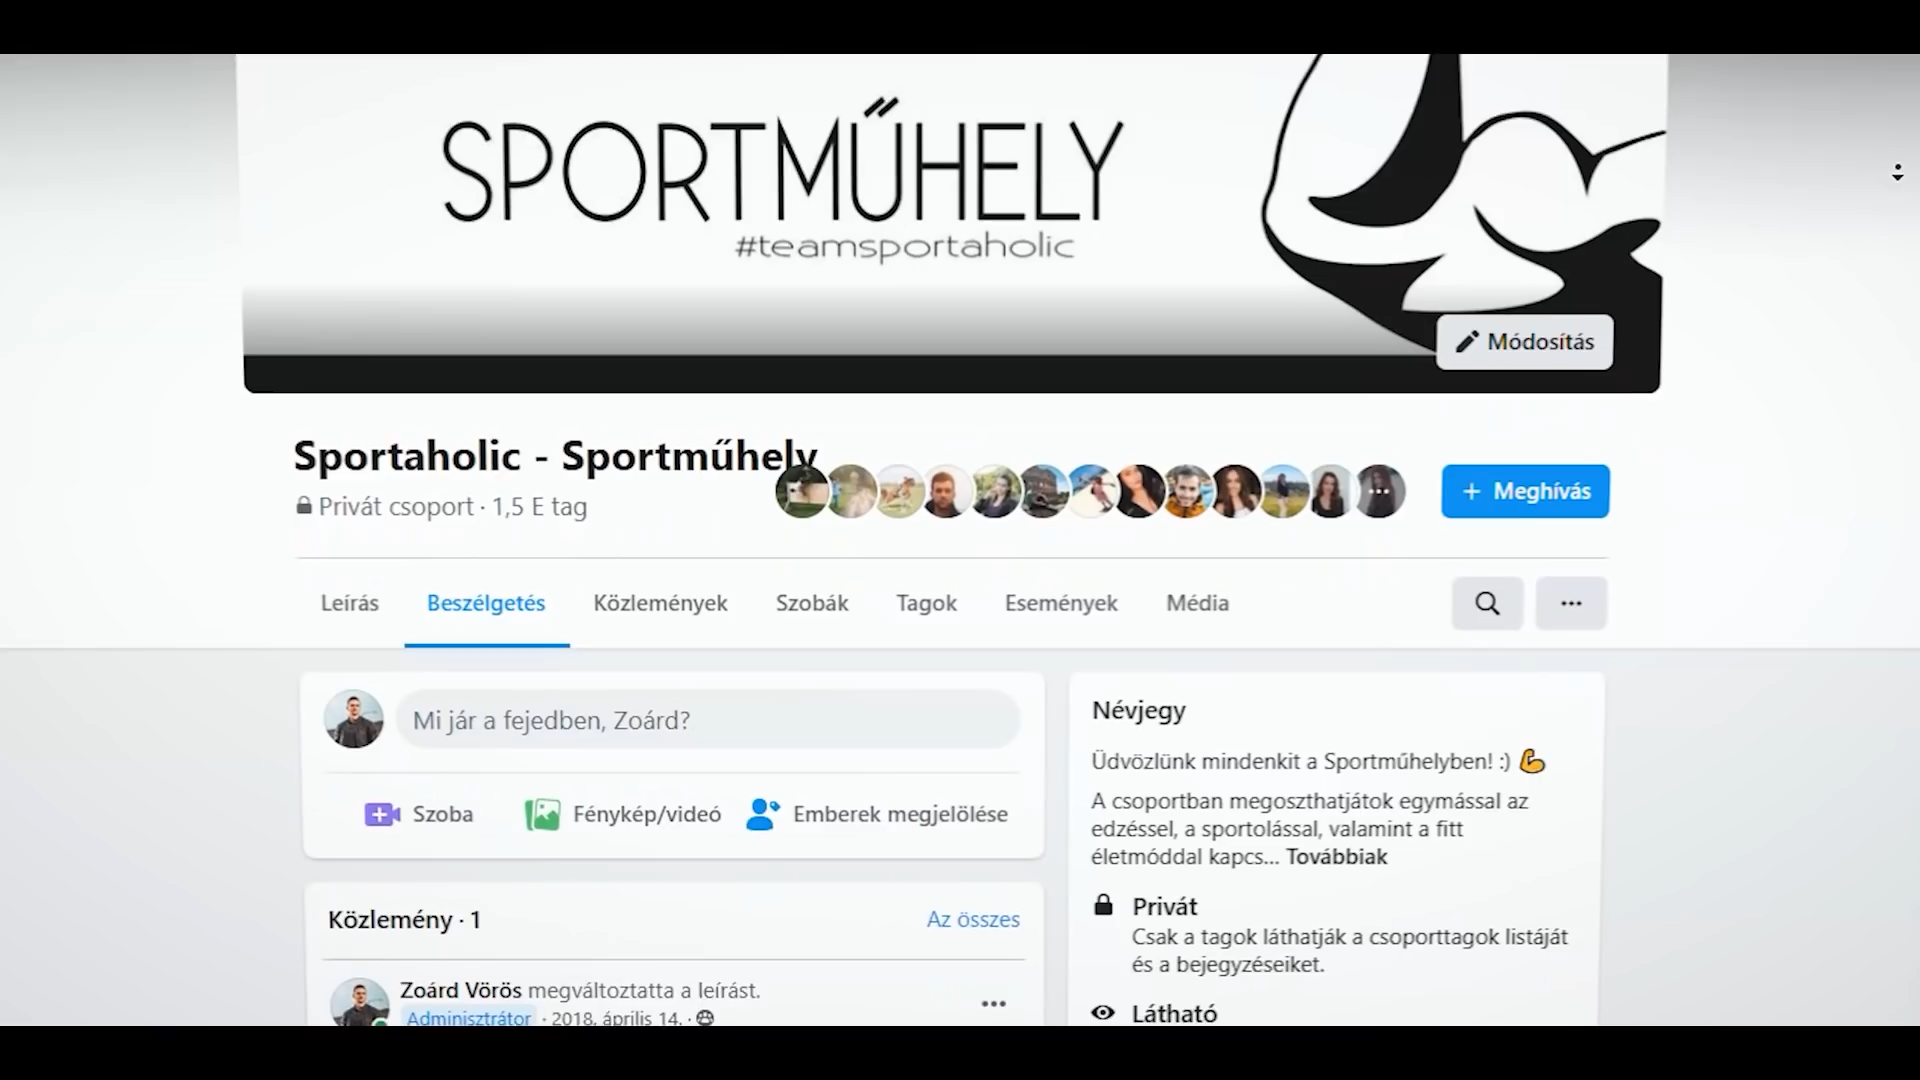 SPORTMŰHELY
#teamsportaholic
Módosítás
Sportaholic - Sportműhely
Privát csoport · 1,5 E tag
+ Meghívás
Leírás
Beszélgetés
Közlemények
Szobák
Tagok
Események
Média
Mi jár a fejedben, Zoárd?
Szoba
Fénykép/videó
Emberek megjelölése
Közlemény · 1
Az összes
Zoárd Vörös megváltoztatta a leírást.
Adminisztrátor · 2018. április 14. ·
Névjegy
Üdvözlünk mindenkit a Sportműhelyben! :) 💪
A csoportban megoszthatjátok egymással az
edzéssel, a sportolással, valamint a fitt
életmóddal kapcs... Továbbiak
Privát
Csak a tagok láthatják a csoporttagok listáját
és a bejegyzéseiket.
Látható